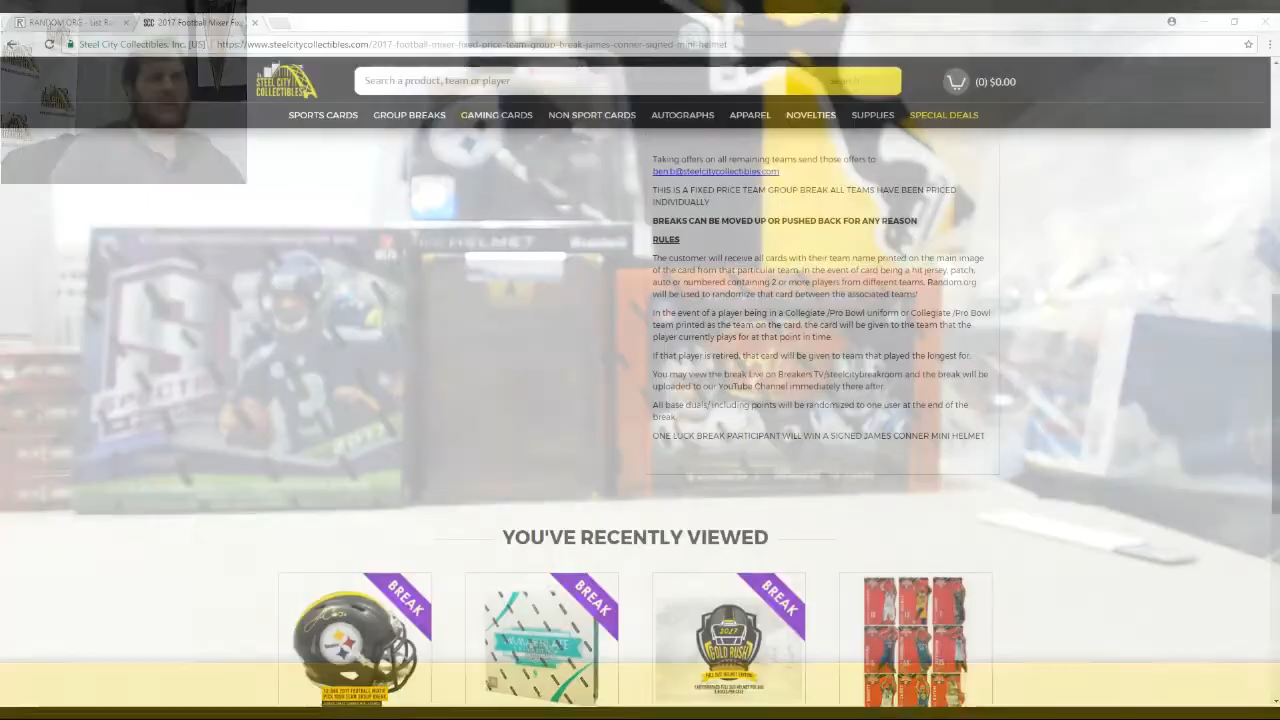 RANDOM.ORG - List Ra
2017 Football Mixer Fix
Steel City Collectibles, Inc. [US]
https://www.steelcitycollectibles.com/2017-football-mixer-fixed-price-team-group-break-james-conner-signed-mini-helmet
STEEL CITY
COLLECTIBLES
Search a product, team or player
search
(0) $0.00
SPORTS CARDS
GROUP BREAKS
GAMING CARDS
NON SPORT CARDS
AUTOGRAPHS
APPAREL
NOVELTIES
SUPPLIES
SPECIAL DEALS
Taking offers on all remaining teams send those offers to
ben.b@steelcitycollectibles.com
THIS IS A FIXED PRICE TEAM GROUP BREAK ALL TEAMS HAVE BEEN PRICED
INDIVIDUALLY
BREAKS CAN BE MOVED UP OR PUSHED BACK FOR ANY REASON
RULES
The customer will receive all cards with their team name printed on the main image
of the card from that particular team. In the event of card being a hit jersey, patch,
auto or numbered containing 2 or more players from different teams. Random.org
will be used to randomize that card between the associated teams!
In the event of a player being in a Collegiate /Pro Bowl uniform or Collegiate /Pro Bowl
team printed as the team on the card, the card will be given to the team that the
player currently plays for at that point in time.
If that player is retired, that card will be given to team that played the longest for.
You may view the break Live on Breakers.TV/steelcitybreakroom and the break will be
uploaded to our YouTube Channel immediately there after.
All base duals/ including points will be randomized to one user at the end of the
break.
ONE LUCK BREAK PARTICIPANT WILL WIN A SIGNED JAMES CONNER MINI HELMET
YOU'VE RECENTLY VIEWED
BREAK
BREAK
BREAK
2017
GOLD RUSH